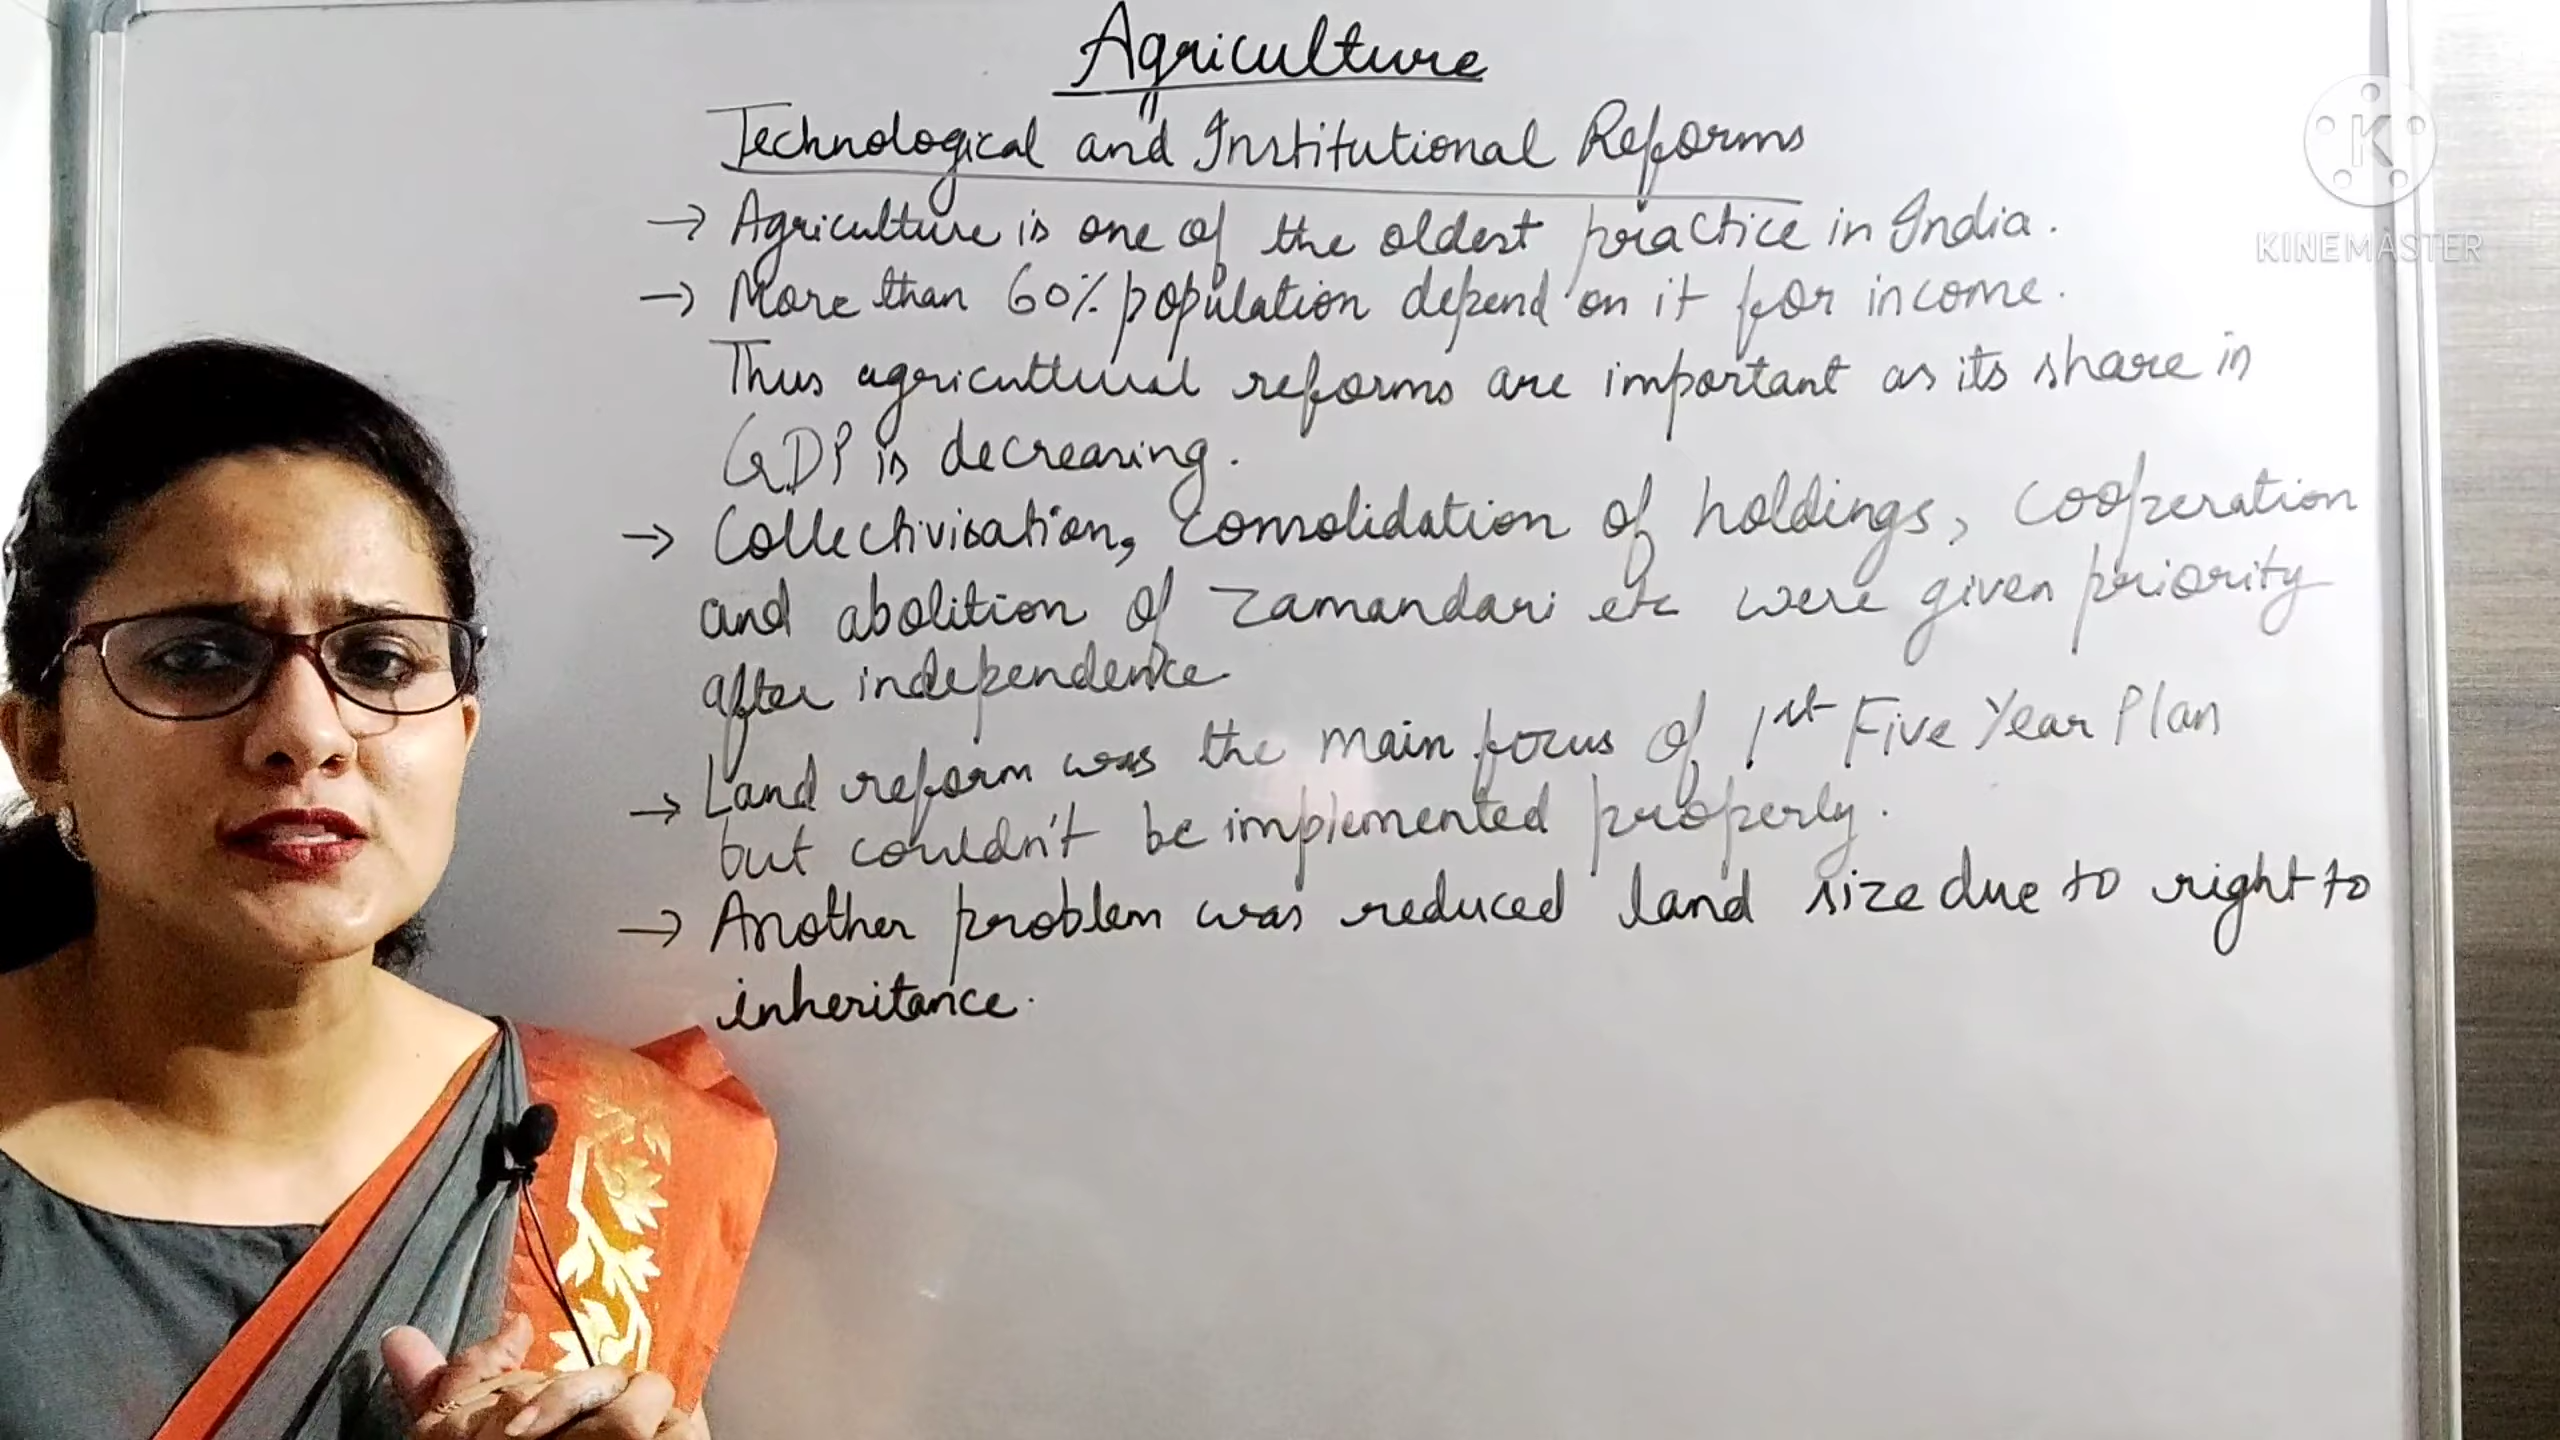 Agriculture
Technological and Institutional Reforms
→ Agriculture is one of the oldest practice in India.
→ More than 60% population depend on it for income.
Thus agricultural reforms are important as its share in
GDP is decreasing.
→ Collectivisation, consolidation of holdings, cooperation
and abolition of zamandari etc were given priority
after independence
→ Land reform was the main focus of 1st Five Year Plan
but couldn't be implemented properly.
→ Another problem was reduced land size due to right to
inheritance.
K
KINEMASTER